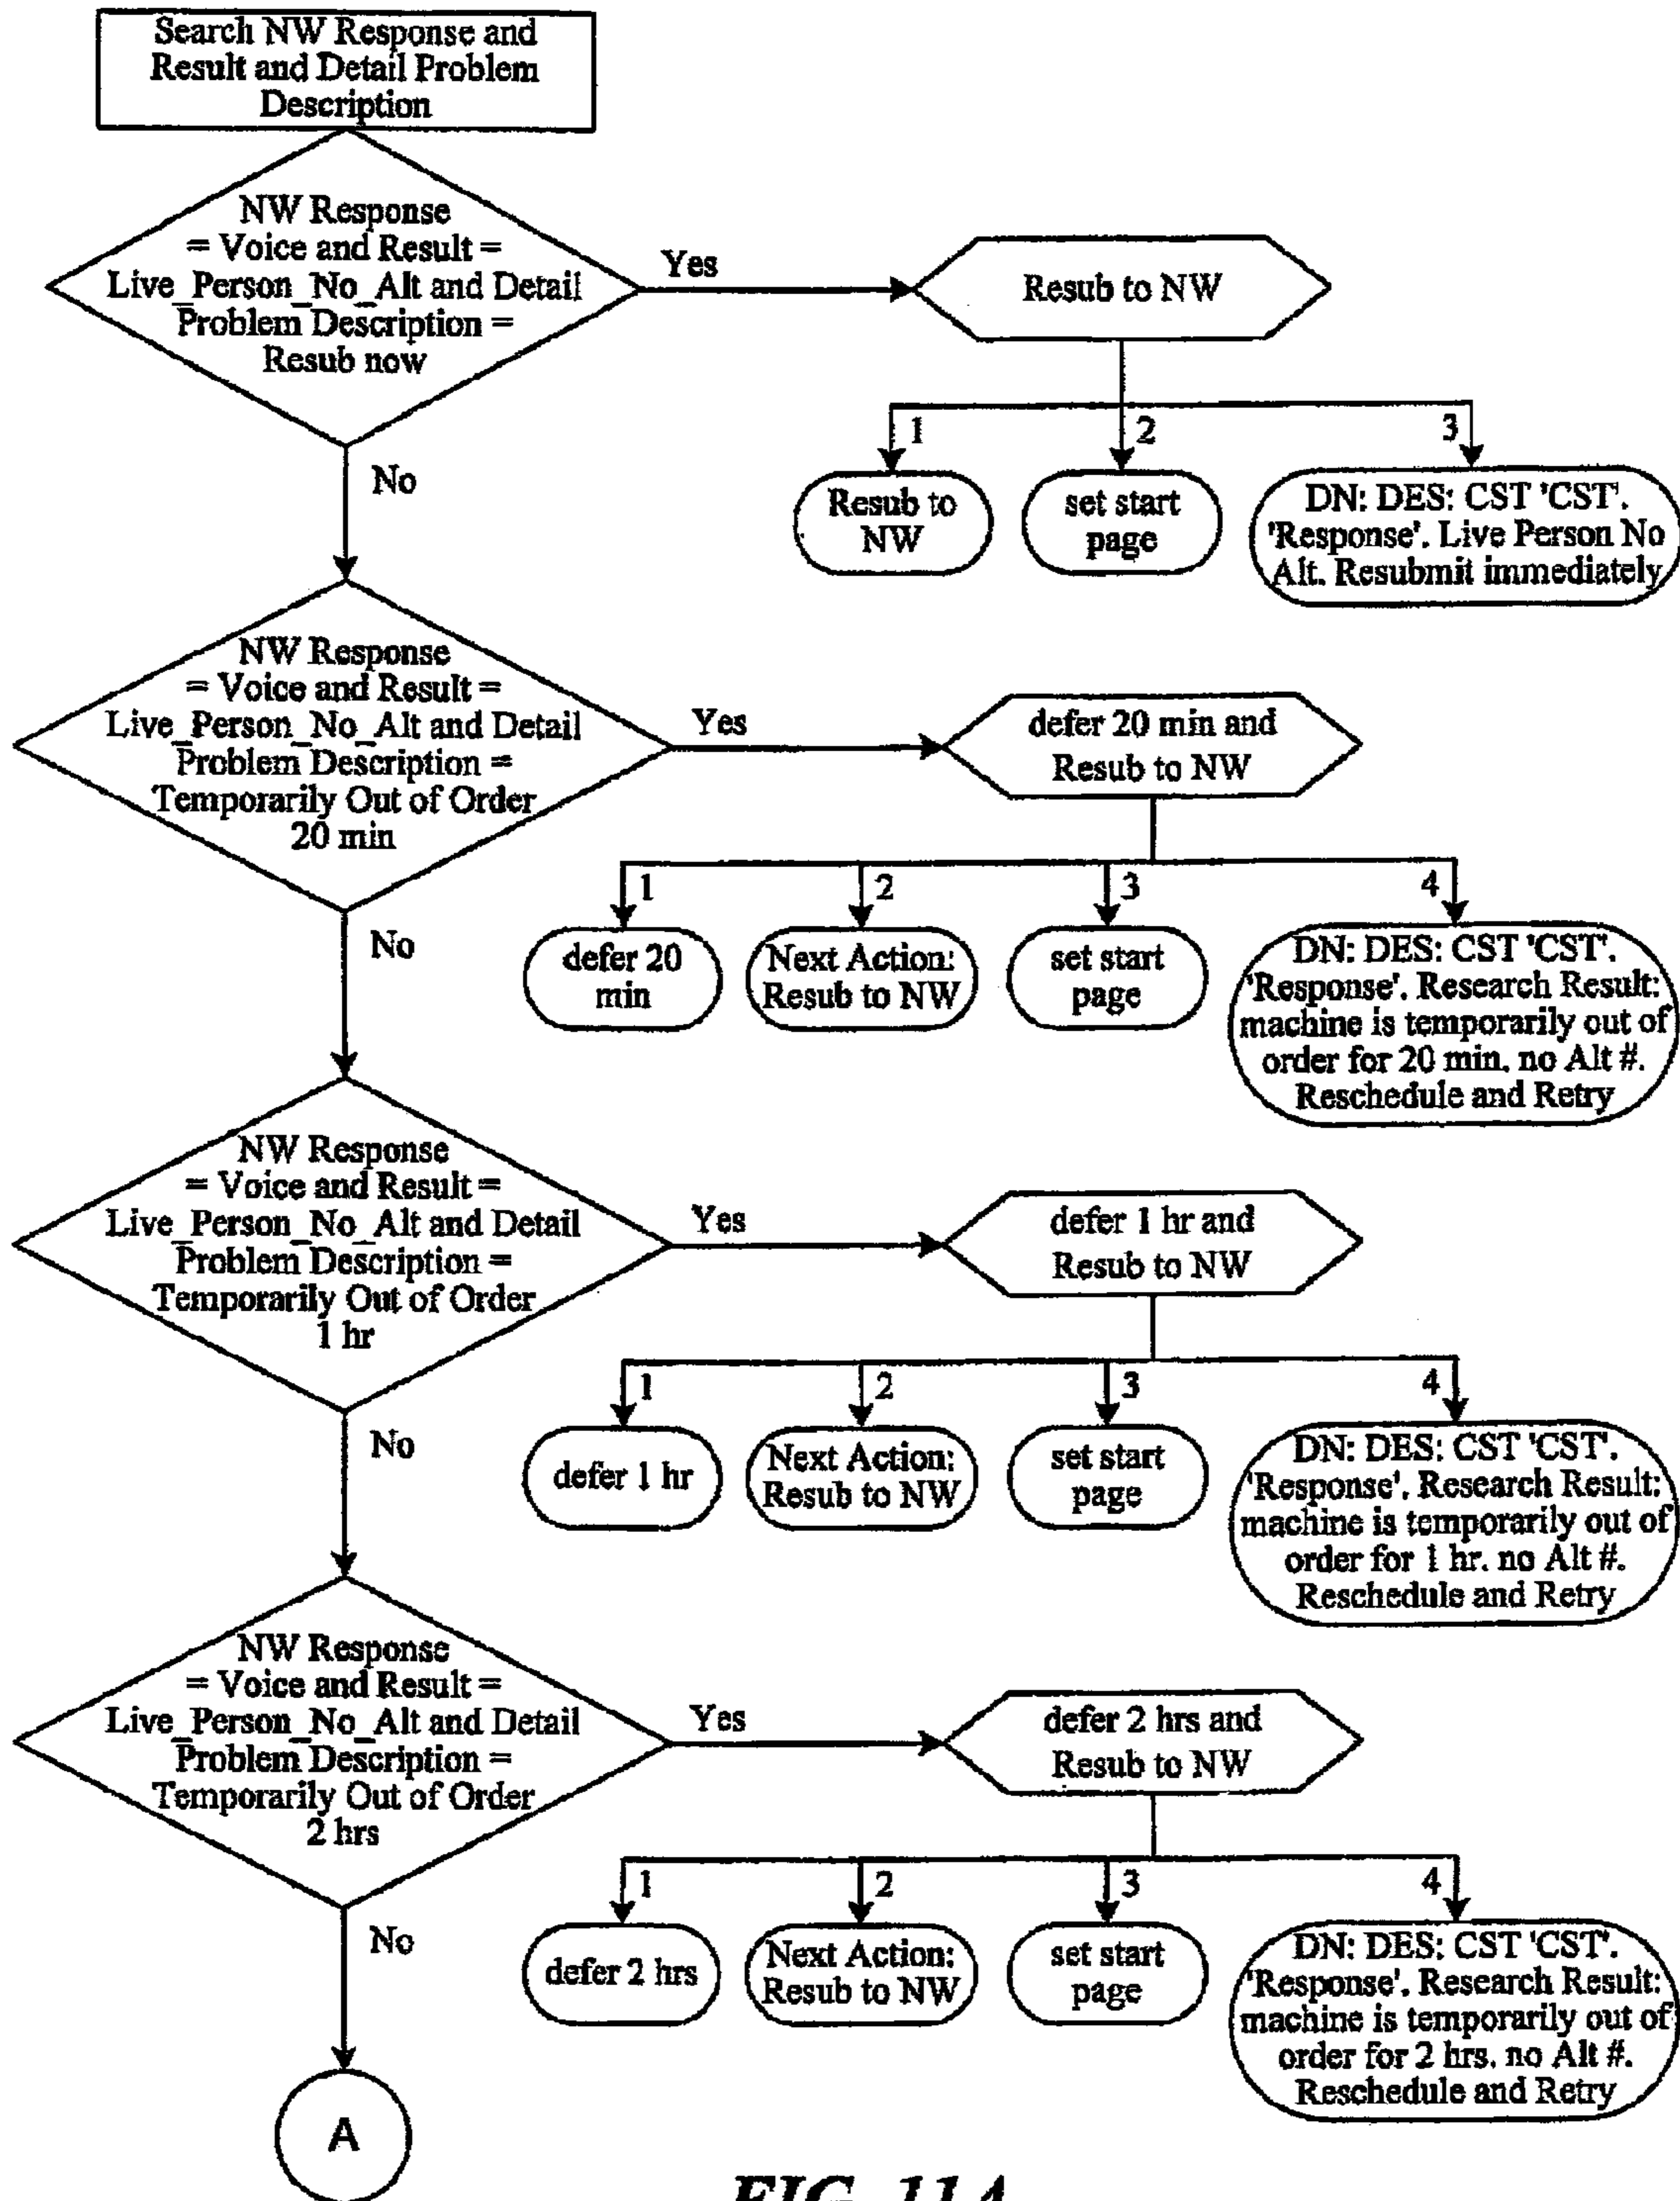 Search NW Response and
Result and Detail Problem
Description
NW Response
= Voice and Result =
Live_Person_No_Alt and Detail
Problem Description =
Resub now
Yes
Resub to NW
1
2
3
Resub to
NW
set start
page
DN: DES: CST 'CST'.
'Response'. Live Person No
Alt. Resubmit immediately
No
NW Response
= Voice and Result =
Live_Person_No_Alt and Detail
Problem Description =
Temporarily Out of Order
20 min
Yes
defer 20 min and
Resub to NW
1
2
3
4
defer 20
min
Next Action:
Resub to NW
set start
page
DN: DES: CST 'CST'.
'Response'. Research Result:
machine is temporarily out of
order for 20 min. no Alt #.
Reschedule and Retry
No
NW Response
= Voice and Result =
Live_Person_No_Alt and Detail
Problem Description =
Temporarily Out of Order
1 hr
Yes
defer 1 hr and
Resub to NW
1
2
3
4
defer 1 hr
Next Action:
Resub to NW
set start
page
DN: DES: CST 'CST'.
'Response'. Research Result:
machine is temporarily out of
order for 1 hr. no Alt #.
Reschedule and Retry
No
NW Response
= Voice and Result =
Live_Person_No_Alt and Detail
Problem Description =
Temporarily Out of Order
2 hrs
Yes
defer 2 hrs and
Resub to NW
1
2
3
4
defer 2 hrs
Next Action:
Resub to NW
set start
page
DN: DES: CST 'CST'.
'Response'. Research Result:
machine is temporarily out of
order for 2 hrs. no Alt #.
Reschedule and Retry
No
A
FIG. 11A